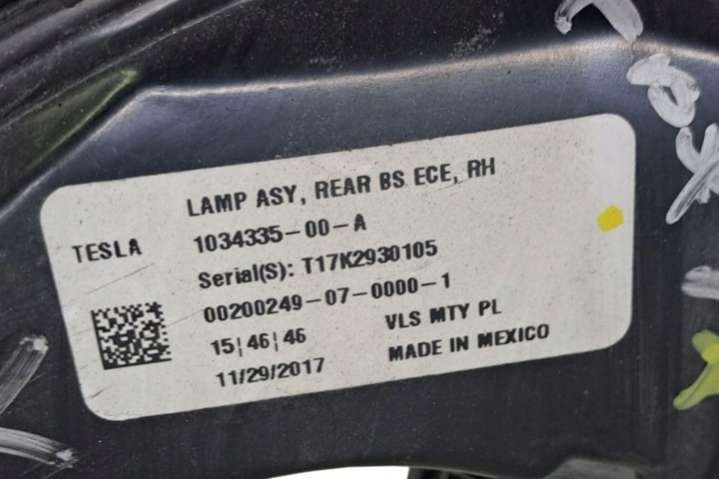 LAMP ASY, REAR BS ECE, RH
TESLA 1034335-00-A
Serial(S): T17K2930105
00200249-07-0000-1
15|46|46 VLS MTY PL
11/29/2017 MADE IN MEXICO